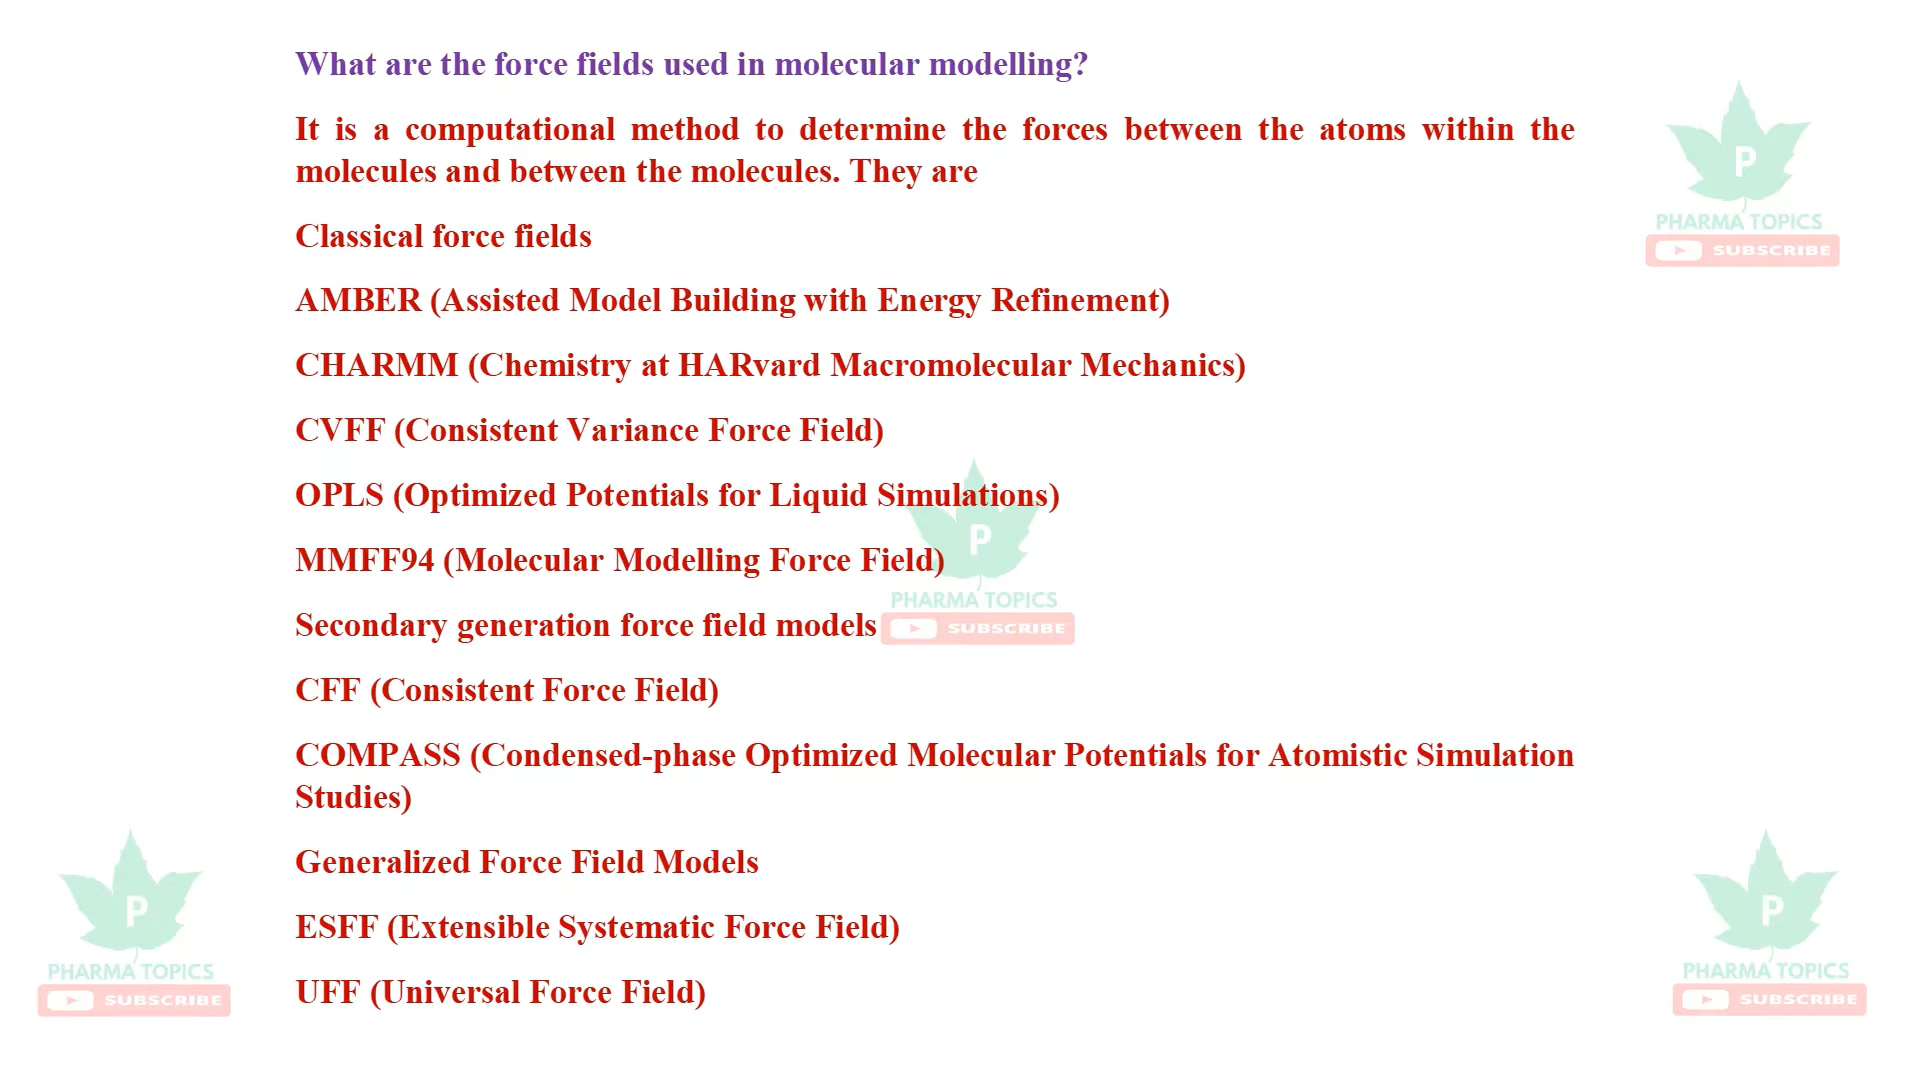 What are the force fields used in molecular modelling?
It is a computational method to determine the forces between the atoms within the
molecules and between the molecules. They are
Classical force fields
AMBER (Assisted Model Building with Energy Refinement)
CHARMM (Chemistry at HARvard Macromolecular Mechanics)
CVFF (Consistent Variance Force Field)
OPLS (Optimized Potentials for Liquid Simulations)
MMFF94 (Molecular Modelling Force Field)
Secondary generation force field models
CFF (Consistent Force Field)
COMPASS (Condensed-phase Optimized Molecular Potentials for Atomistic Simulation
Studies)
Generalized Force Field Models
ESFF (Extensible Systematic Force Field)
UFF (Universal Force Field)
P
PHARMA TOPICS
SUBSCRIBE
P
PHARMA TOPICS
SUBSCRIBE
P
PHARMA TOPICS
SUBSCRIBE
P
PHARMA TOPICS
SUBSCRIBE